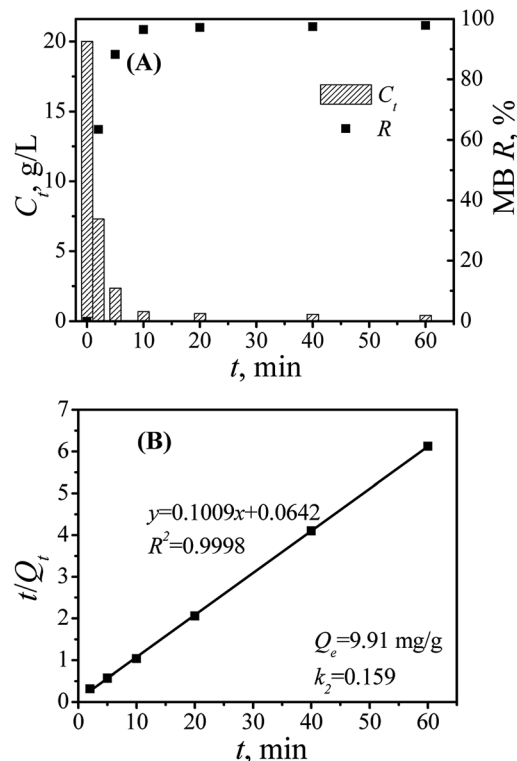 (A)
C_t
R
20
15
10
5
0
C_t, g/L
100
80
60
40
20
0
MB R, %
0 10 20 30 40 50 60
t, min
(B)
7
6
5
4
3
2
1
0
t/Q_t
y=0.1009x+0.0642
R²=0.9998
Q_e=9.91 mg/g
k_2=0.159
0 10 20 30 40 50 60
t, min